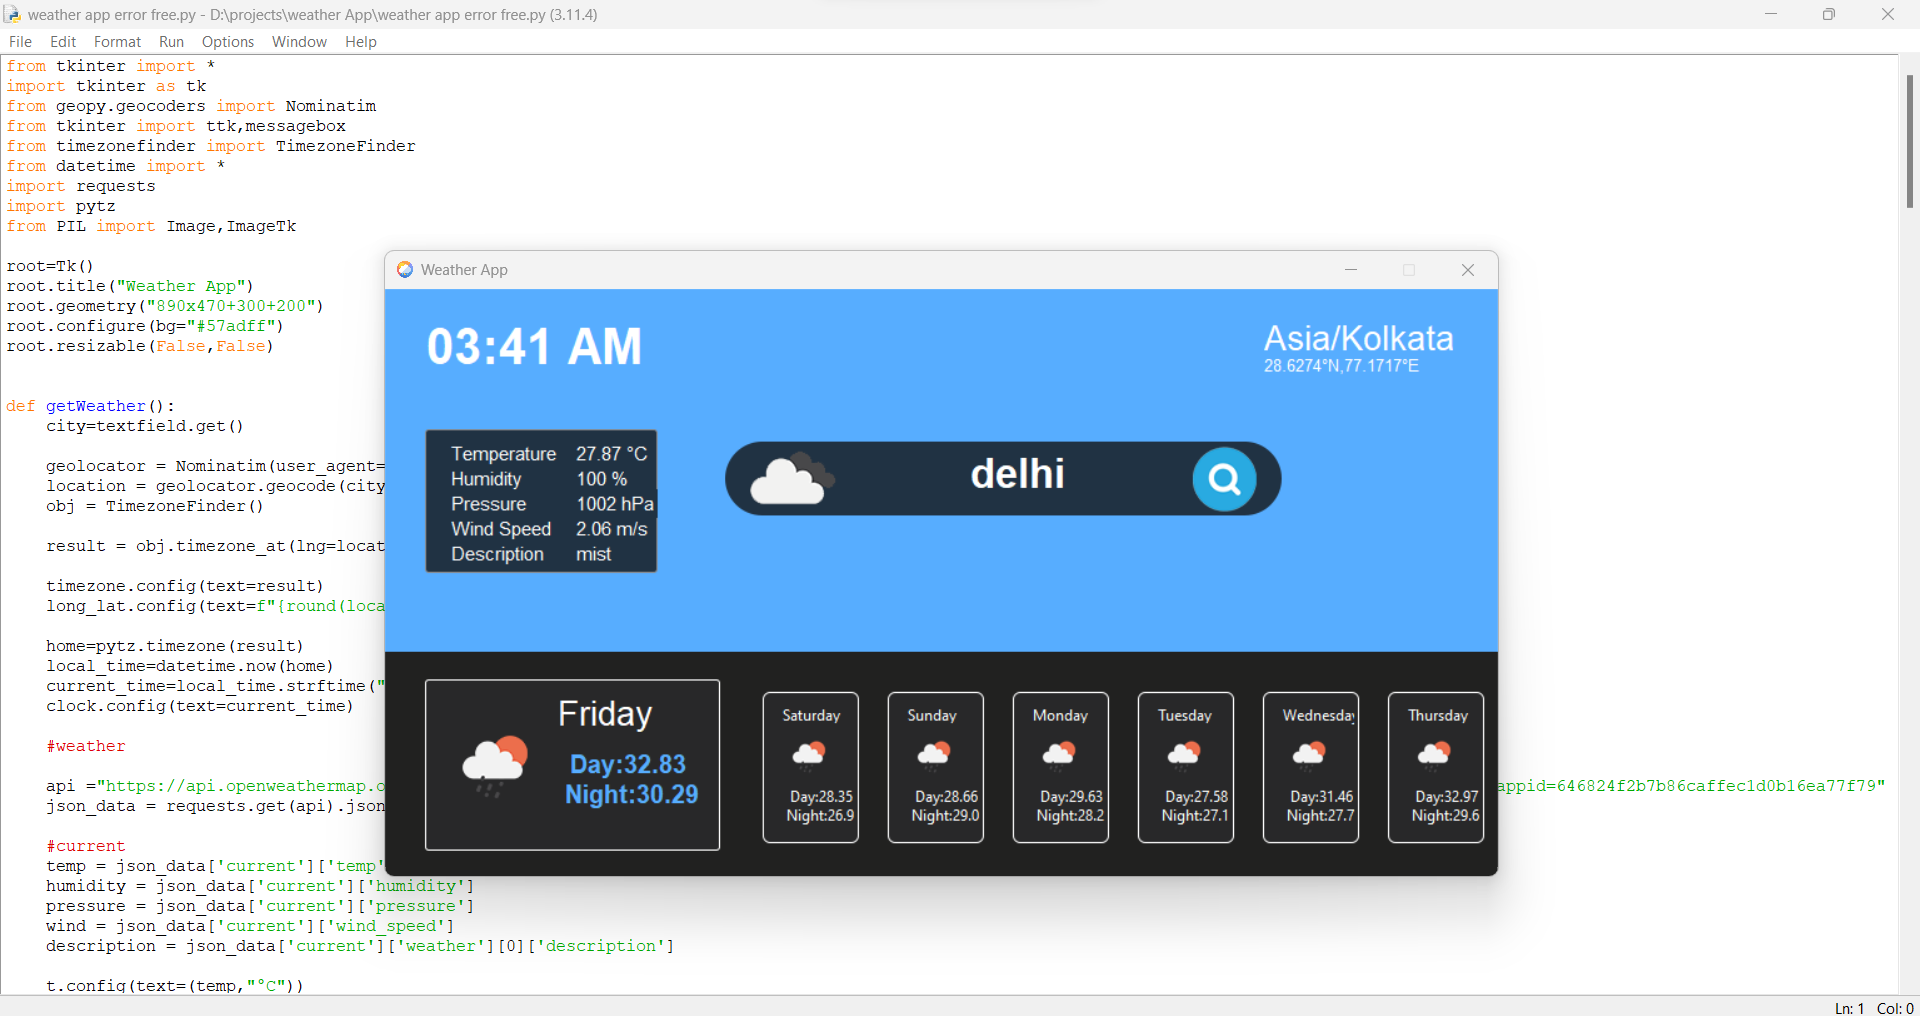 weather app error free.py - D:\projects\weather App\weather app error free.py (3.11.4)
File Edit Format Run Options Window Help
from tkinter import *
import tkinter as tk
from geopy.geocoders import Nominatim
from tkinter import ttk,messagebox
from timezonefinder import TimezoneFinder
from datetime import *
import requests
import pytz
from PIL import Image,ImageTk
root=Tk()
root.title("Weather App")
root.geometry("890x470+300+200")
root.configure(bg="#57adff")
root.resizable(False,False)
def getWeather():
city=textfield.get()
geolocator = Nominatim(user_agent=
location = geolocator.geocode(city
obj = TimezoneFinder()
result = obj.timezone_at(lng=locat
timezone.config(text=result)
long_lat.config(text=f"{round(loca
home=pytz.timezone(result)
local_time=datetime.now(home)
current_time=local_time.strftime("
clock.config(text=current_time)
#weather
api ="https://api.openweathermap.o
appid=646824f2b7b86caffec1d0b16ea77f79"
json_data = requests.get(api).json
#current
temp = json_data['current']['temp'
humidity = json_data['current']['humidity']
pressure = json_data['current']['pressure']
wind = json_data['current']['wind_speed']
description = json_data['current']['weather'][0]['description']
t.config(text=(temp,"°C"))
Weather App
03:41 AM
Asia/Kolkata
28.6274°N,77.1717°E
Temperature 27.87 °C
Humidity 100 %
Pressure 1002 hPa
Wind Speed 2.06 m/s
Description mist
delhi
Friday
Day:32.83
Night:30.29
Saturday
Day:28.35
Night:26.9
Sunday
Day:28.66
Night:29.0
Monday
Day:29.63
Night:28.2
Tuesday
Day:27.58
Night:27.1
Wednesday
Day:31.46
Night:27.7
Thursday
Day:32.97
Night:29.6
Ln: 1 Col: 0